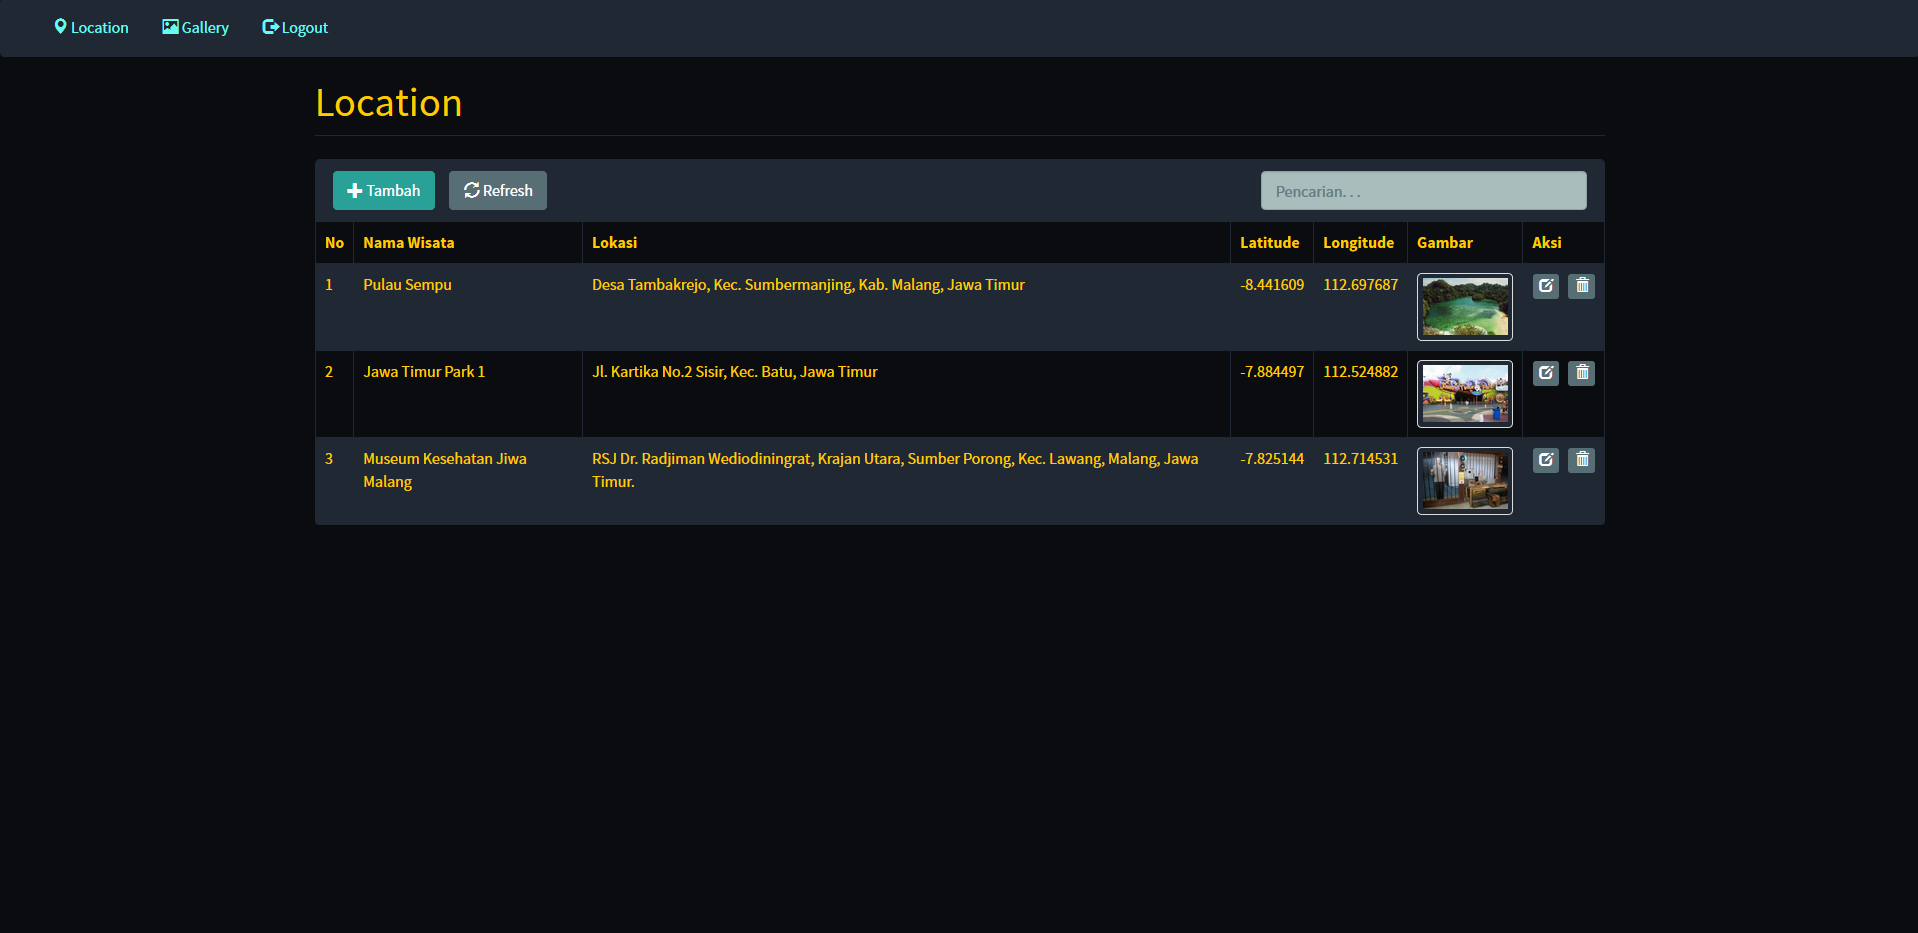 Location Gallery Logout
Location
Tambah Refresh Pencarian. . .
No Nama Wisata Lokasi Latitude Longitude Gambar Aksi
1 Pulau Sempu Desa Tambakrejo, Kec. Sumbermanjing, Kab. Malang, Jawa Timur -8.441609 112.697687
2 Jawa Timur Park 1 Jl. Kartika No.2 Sisir, Kec. Batu, Jawa Timur -7.884497 112.524882
3 Museum Kesehatan Jiwa RSJ Dr. Radjiman Wediodiningrat, Krajan Utara, Sumber Porong, Kec. Lawang, Malang, Jawa -7.825144 112.714531
Malang Timur.